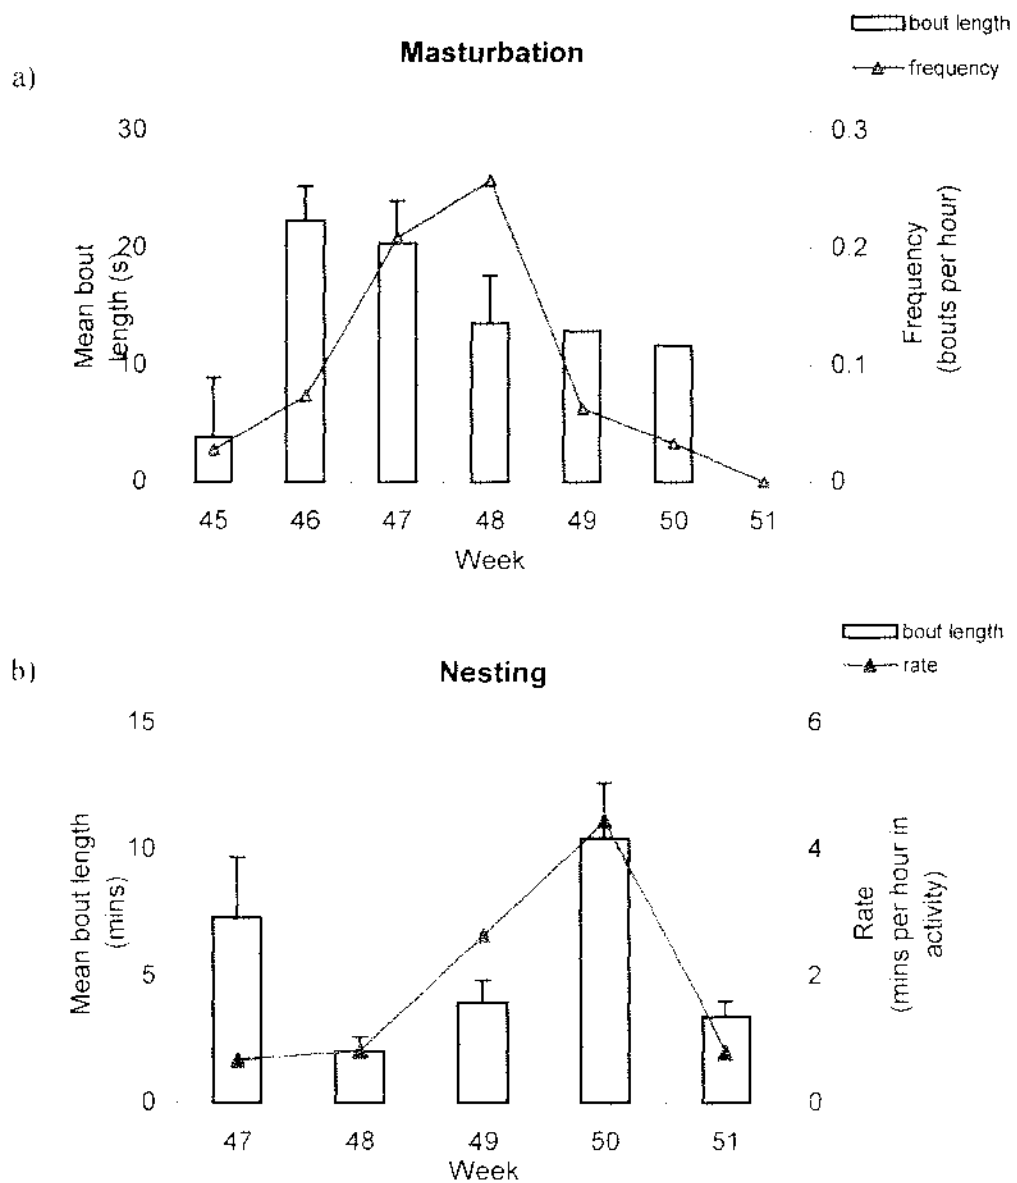 bout length
Masturbation
a)
frequency
30
0.3
20
0.2
10
0.1
0
0
Mean bout
length (s)
Frequency
(bouts per hour)
45 46 47 48 49 50 51
Week
bout length
b)
Nesting
rate
15
6
10
4
5
2
0
0
Mean bout length
(mins)
Rate
(mins per hour in
activity)
47 48 49 50 51
Week